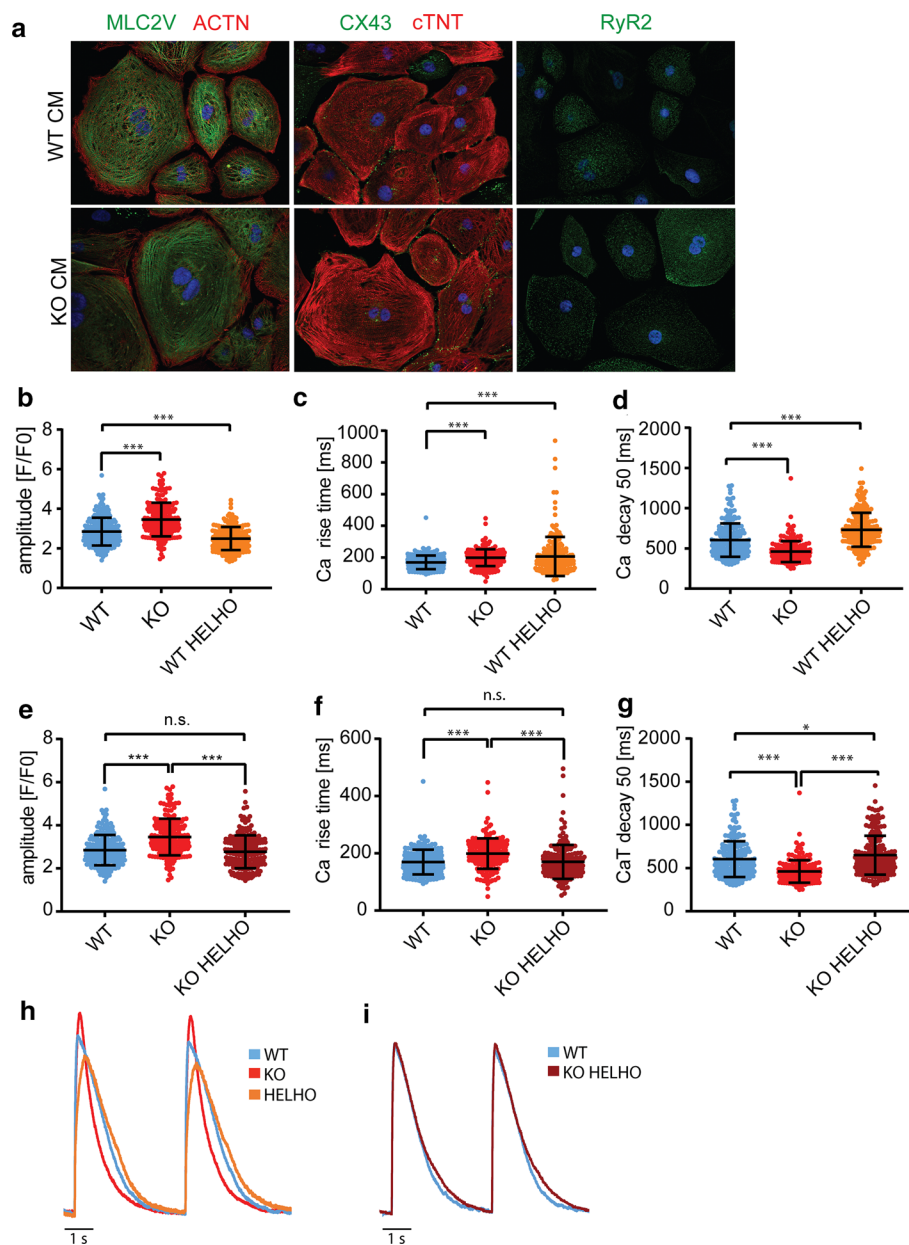 a
MLC2V ACTN CX43 cTNT RyR2
WT CM
KO CM
b
amplitude [F/F0]
8
6
4
2
0
***
***
WT
KO
WT HELHO
c
Ca rise time [ms]
1000
800
600
400
200
0
***
***
WT
KO
WT HELHO
d
Ca decay 50 [ms]
2000
1500
1000
500
0
***
***
WT
KO
WT HELHO
e
amplitude [F/F0]
8
6
4
2
0
n.s.
*** ***
WT
KO
KO HELHO
f
Ca rise time [ms]
600
400
200
0
n.s.
*** ***
WT
KO
KO HELHO
g
CaT decay 50 [ms]
2000
1500
1000
500
0
*
*** ***
WT
KO
KO HELHO
h
WT
KO
HELHO
1 s
i
WT
KO HELHO
1 s